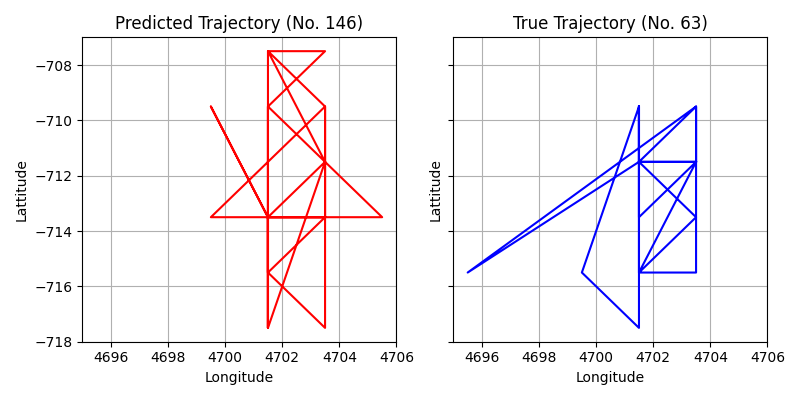 Predicted Trajectory (No. 146)
True Trajectory (No. 63)
−708
−710
−712
−714
−716
−718
Lattitude
Lattitude
4696 4698 4700 4702 4704 4706
4696 4698 4700 4702 4704 4706
Longitude
Longitude